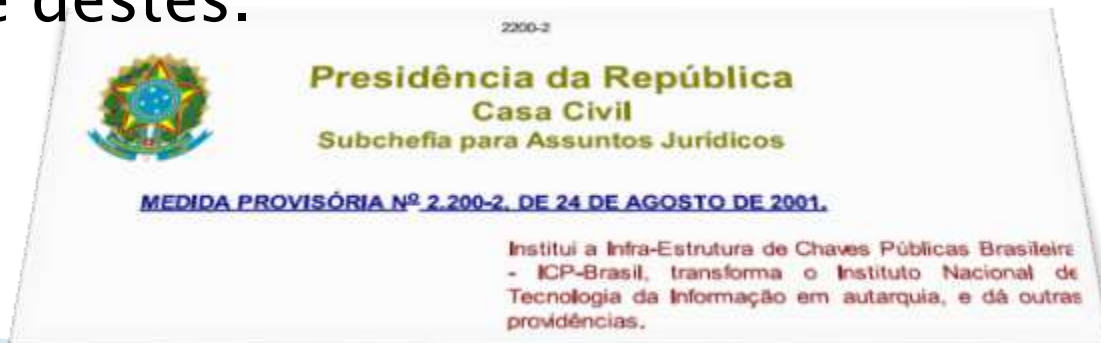 e destes.
2200-2
Presidência da República
Casa Civil
Subchefia para Assuntos Jurídicos
MEDIDA PROVISÓRIA Nº 2.200-2, DE 24 DE AGOSTO DE 2001.
Institui a Infra-Estrutura de Chaves Públicas Brasileira
- ICP-Brasil, transforma o Instituto Nacional de
Tecnologia da Informação em autarquia, e dá outras
providências.